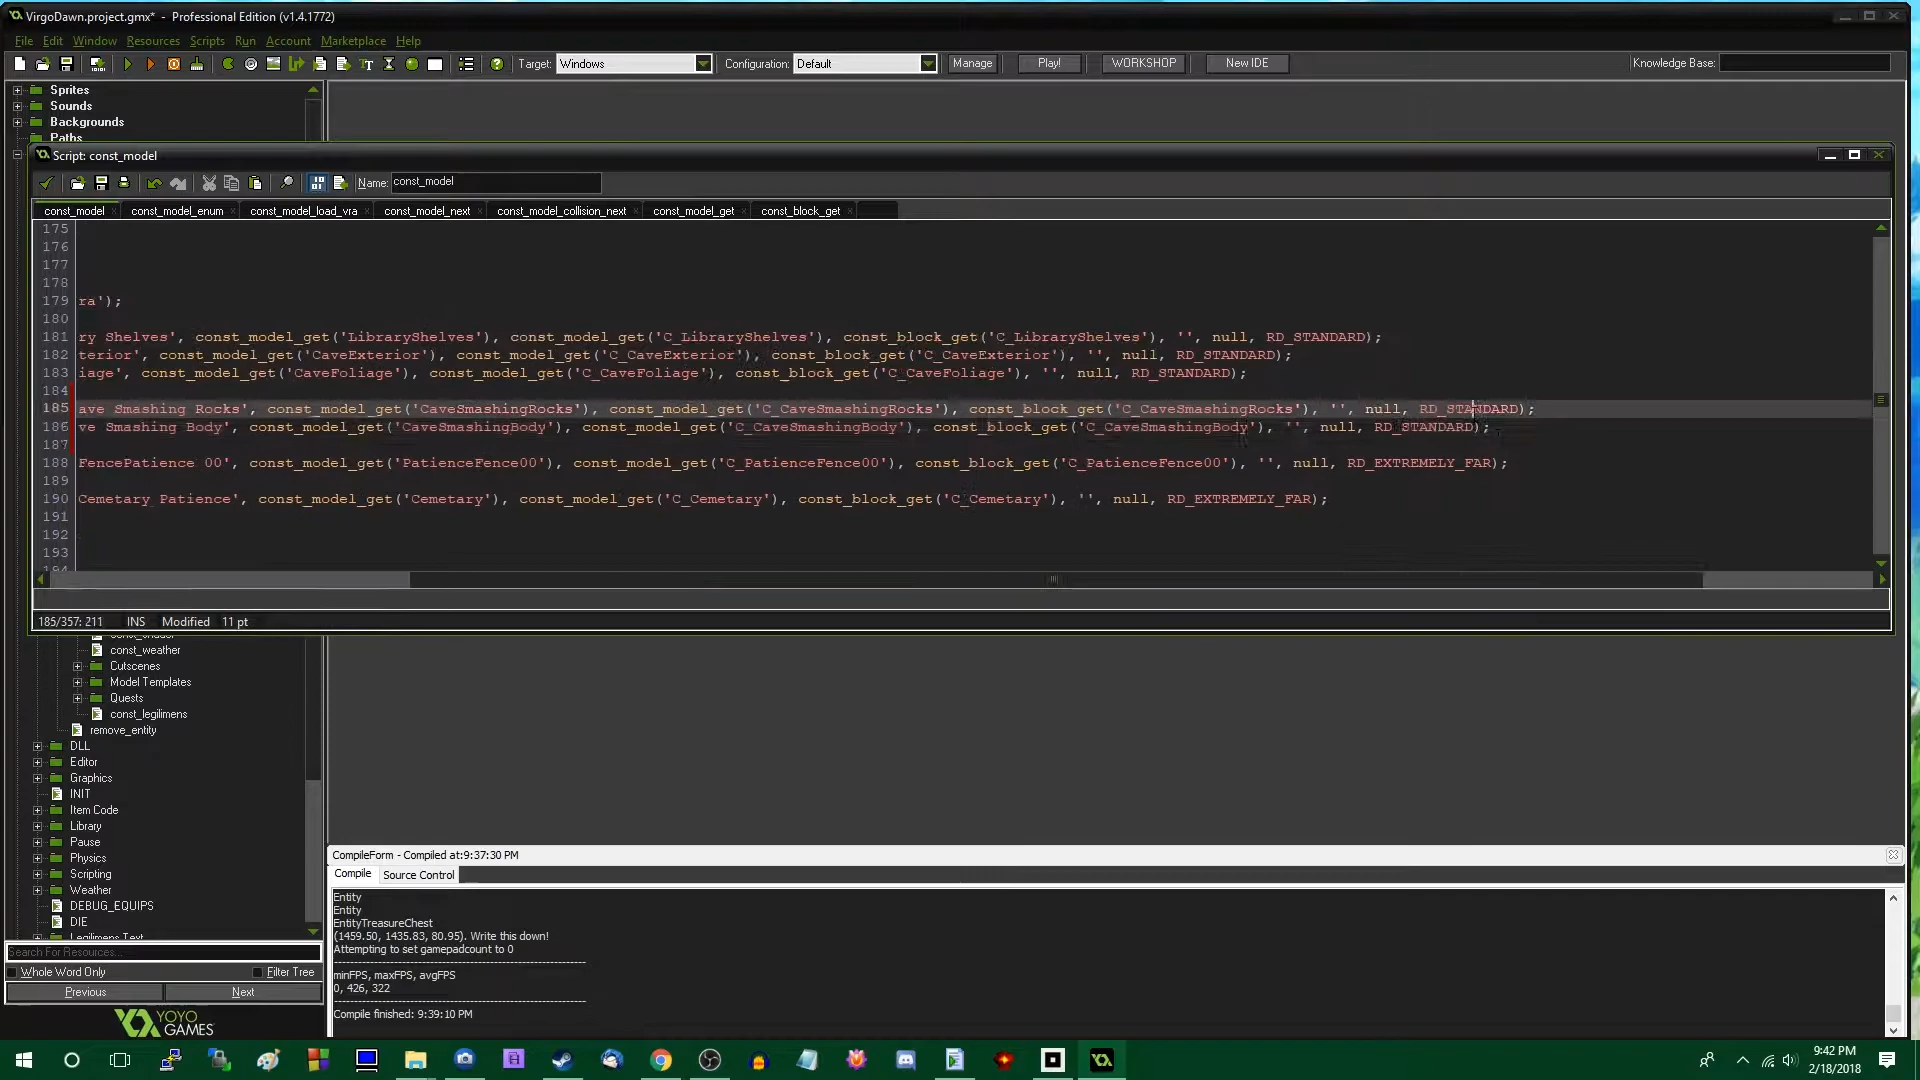 VirgoDawn.project.gmx* - Professional Edition (v1.4.1772)
File Edit Window Resources Scripts Run Account Marketplace Help
Target: Windows Configuration: Default Manage Play! WORKSHOP New IDE Knowledge Base:
Sprites
Sounds
Backgrounds
Paths
Script: const_model
Name: const_model
const_model const_model_enum const_model_load_vra const_model_next const_model_collision_next const_model_get const_block_get
175
176
177
178
179 ra');
180
181 ry Shelves', const_model_get('LibraryShelves'), const_model_get('C_LibraryShelves'), const_block_get('C_LibraryShelves'), '', null, RD_STANDARD);
182 terior', const_model_get('CaveExterior'), const_model_get('C_CaveExterior'), const_block_get('C_CaveExterior'), '', null, RD_STANDARD);
183 iage', const_model_get('CaveFoliage'), const_model_get('C_CaveFoliage'), const_block_get('C_CaveFoliage'), '', null, RD_STANDARD);
184
185 ave Smashing Rocks', const_model_get('CaveSmashingRocks'), const_model_get('C_CaveSmashingRocks'), const_block_get('C_CaveSmashingRocks'), '', null, RD_STANDARD);
186 ve Smashing Body', const_model_get('CaveSmashingBody'), const_model_get('C_CaveSmashingBody'), const_block_get('C_CaveSmashingBody'), '', null, RD_STANDARD);
187
188 FencePatience 00', const_model_get('PatienceFence00'), const_model_get('C_PatienceFence00'), const_block_get('C_PatienceFence00'), '', null, RD_EXTREMELY_FAR);
189
190 Cemetary Patience', const_model_get('Cemetary'), const_model_get('C_Cemetary'), const_block_get('C_Cemetary'), '', null, RD_EXTREMELY_FAR);
191
192
193
194
185/357: 211 INS Modified 11 pt
const_weather
Cutscenes
Model Templates
Quests
const_legilimens
remove_entity
DLL
Editor
Graphics
INIT
Item Code
Library
Pause
Physics
Scripting
Weather
DEBUG_EQUIPS
DIE
Legilimens Text
Search For Resources...
Whole Word Only Filter Tree
Previous Next
YOYO
GAMES
CompileForm - Compiled at:9:37:30 PM
Compile Source Control
Entity
Entity
EntityTreasureChest
(1459.50, 1435.83, 80.95). Write this down!
Attempting to set gamepadcount to 0
minFPS, maxFPS, avgFPS
0, 426, 322
Compile finished: 9:39:10 PM
9:42 PM
2/18/2018